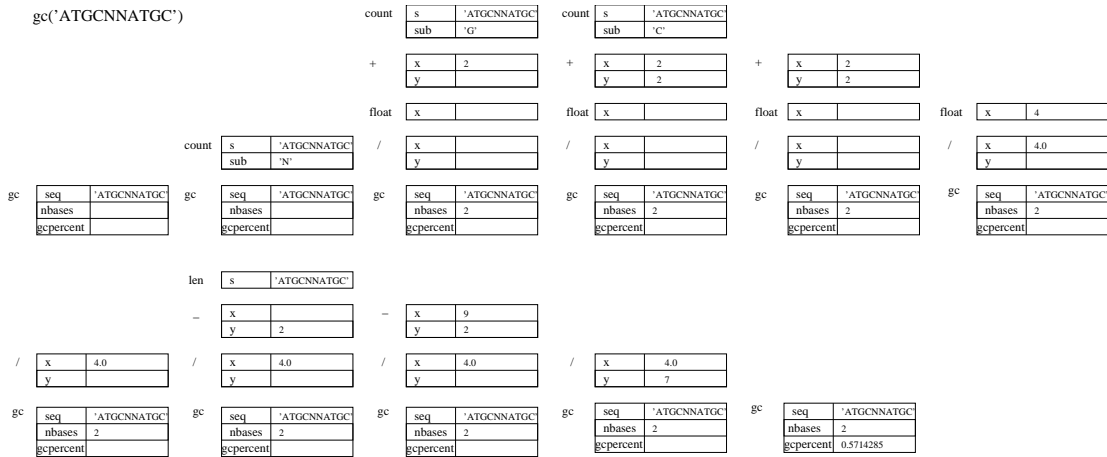 gc('ATGCNNATGC') count s 'ATGCNNATGC' count s 'ATGCNNATGC'
sub 'G' sub 'C'
+ x 2 + x 2 + x 2
y y 2 y 2
float x float x float x float x 4
count s 'ATGCNNATGC' / x / x / x / x 4.0
sub 'N' y y y y
gc seq 'ATGCNNATGC' gc seq 'ATGCNNATGC' gc seq 'ATGCNNATGC' gc seq 'ATGCNNATGC' gc seq 'ATGCNNATGC' gc seq 'ATGCNNATGC'
nbases nbases nbases 2 nbases 2 nbases 2 nbases 2
gcpercent gcpercent gcpercent gcpercent gcpercent gcpercent
len s 'ATGCNNATGC'
− x − x 9
y 2 y 2
/ x 4.0 / x 4.0 / x 4.0 / x 4.0
y y y y 7
gc seq 'ATGCNNATGC' gc seq 'ATGCNNATGC' gc seq 'ATGCNNATGC' gc seq 'ATGCNNATGC' gc seq 'ATGCNNATGC'
nbases 2 nbases 2 nbases 2 nbases 2 nbases 2
gcpercent gcpercent gcpercent gcpercent gcpercent 0.5714285